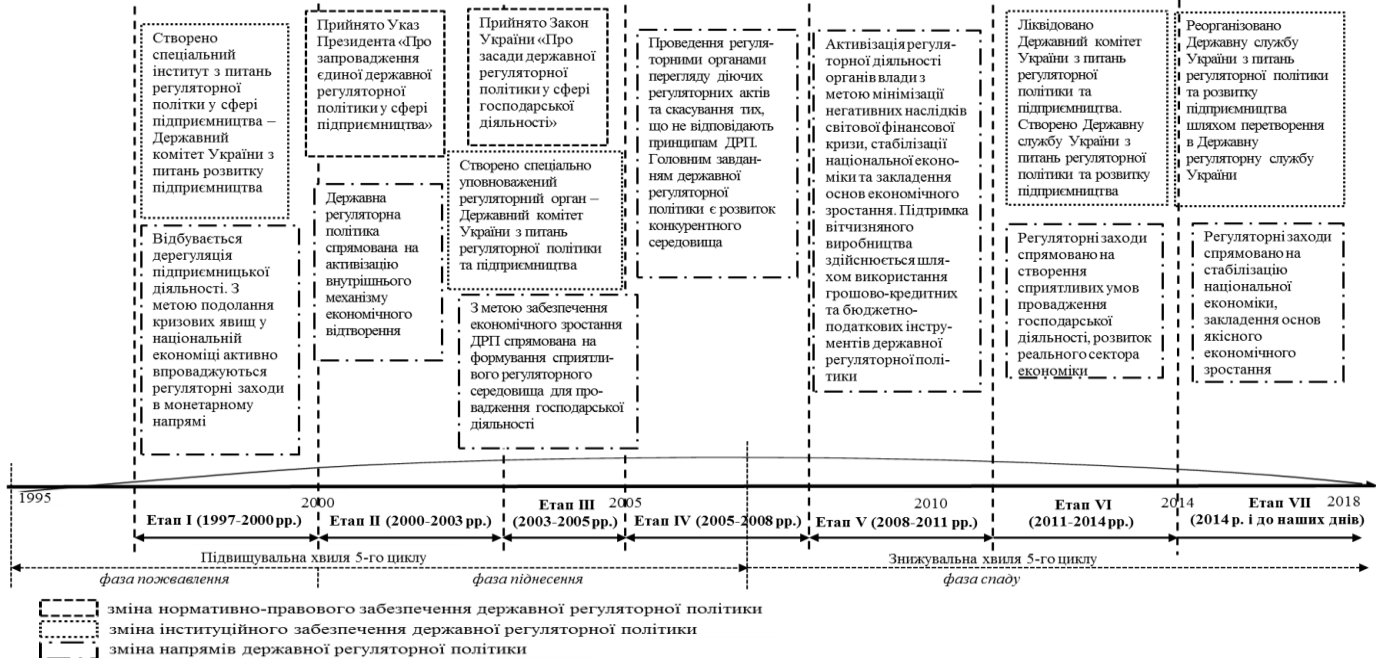 Створено
спеціальний
інститут з питань
регуляторної
політки у сфері
підприємництва –
Державний
комітет України з
питань розвитку
підприємництва
Відбувається
дерегуляція
підприємницької
діяльності. З
метою подолання
кризових явищ у
національній
економіці активно
впроваджуються
регуляторні заходи
в монетарному
напрямі
Прийнято Указ
Президента «Про
запровадження
єдиної державної
регуляторної
політики у сфері
підприємництва»
Державна
регуляторна
політика
спрямована на
активізацію
внутрішнього
механізму
економічного
відтворення
Прийнято Закон
України «Про
засади державної
регуляторної
політики у сфері
господарської
діяльності»
Створено спеціально
уповноважений
регуляторний орган –
Державний комітет
України з питань
регуляторної політики
та підприємництва
З метою забезпечення
економічного зростання
ДРП спрямована на
формування сприятли-
вого регуляторного
середовища для про-
вадження господарської
діяльності
Проведення регуля-
торними органами
перегляду діючих
регуляторних актів
та скасування тих,
що не відповідають
принципам ДРП.
Головним завдан-
ням державної
регуляторної
політики є розвиток
конкурентного
середовища
Активізація регуля-
торної діяльності
органів влади з
метою мінімізації
негативних наслідків
світової фінансової
кризи, стабілізації
національної еконо-
міки та закладення
основ економічного
зростання. Підтримка
вітчизняного
виробництва
здійснюється шля-
хом використання
грошово-кредитних
та бюджетно-
податкових інстру-
ментів державної
регуляторної полі-
тики
Ліквідовано
Державний комітет
України з питань
регуляторної
політики та
підприємництва.
Створено Державну
службу України з
питань регуляторної
політики та розвитку
підприємництва
Регуляторні заходи
спрямовано на
створення
сприятливих умов
провадження
господарської
діяльності, розвиток
реального сектора
економіки
Реорганізовано
Державну службу
України з питань
регуляторної політики
та розвитку
підприємництва
шляхом перетворення
в Державну
регуляторну службу
України
Регуляторні заходи
спрямовано на
стабілізацію
національної
економіки,
закладення основ
якісного
економічного
зростання
1995 2000 2005 2010 2014 2018
Етап I (1997-2000 рр.)
Етап II (2000-2003 рр.)
Етап III
(2003-2005 рр.)
Етап IV (2005-2008 рр.)
Етап V (2008-2011 рр.)
Етап VI
(2011-2014 рр.)
Етап VII
(2014 р. і до наших днів)
Підвищувальна хвиля 5-го циклу
Знижувальна хвиля 5-го циклу
фаза пожвавлення
фаза піднесення
фаза спаду
зміна нормативно-правового забезпечення державної регуляторної політики
зміна інституційного забезпечення державної регуляторної політики
зміна напрямів державної регуляторної політики